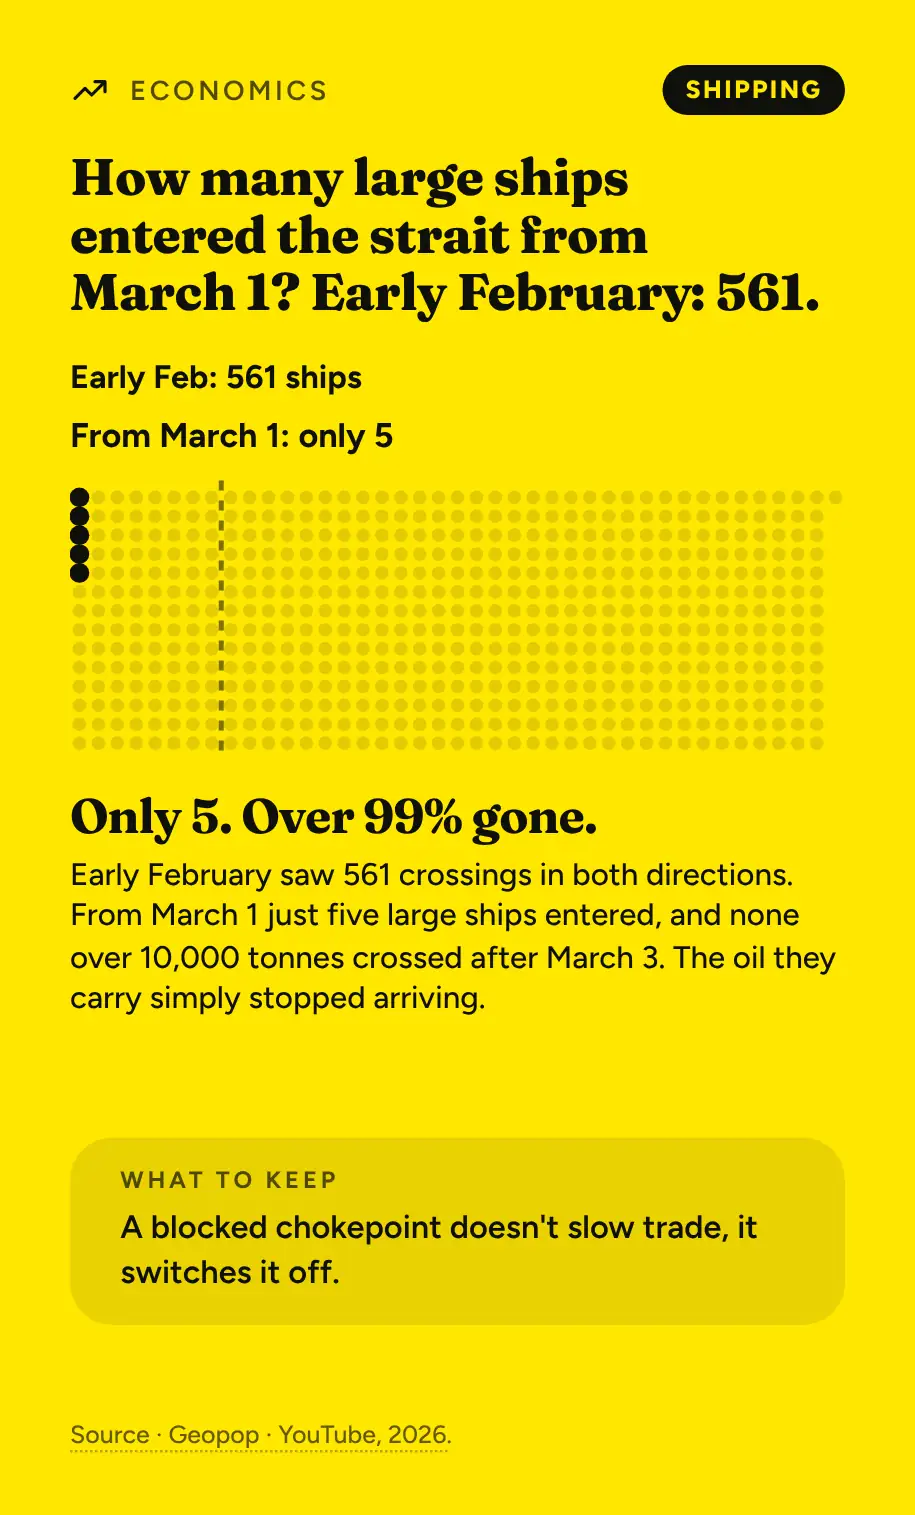 ECONOMICS
SHIPPING
How many large ships
entered the strait from
March 1? Early February: 561.
Early Feb: 561 ships
From March 1: only 5
Only 5. Over 99% gone.
Early February saw 561 crossings in both directions.
From March 1 just five large ships entered, and none
over 10,000 tonnes crossed after March 3. The oil they
carry simply stopped arriving.
WHAT TO KEEP
A blocked chokepoint doesn't slow trade, it
switches it off.
Source · Geopop · YouTube, 2026.